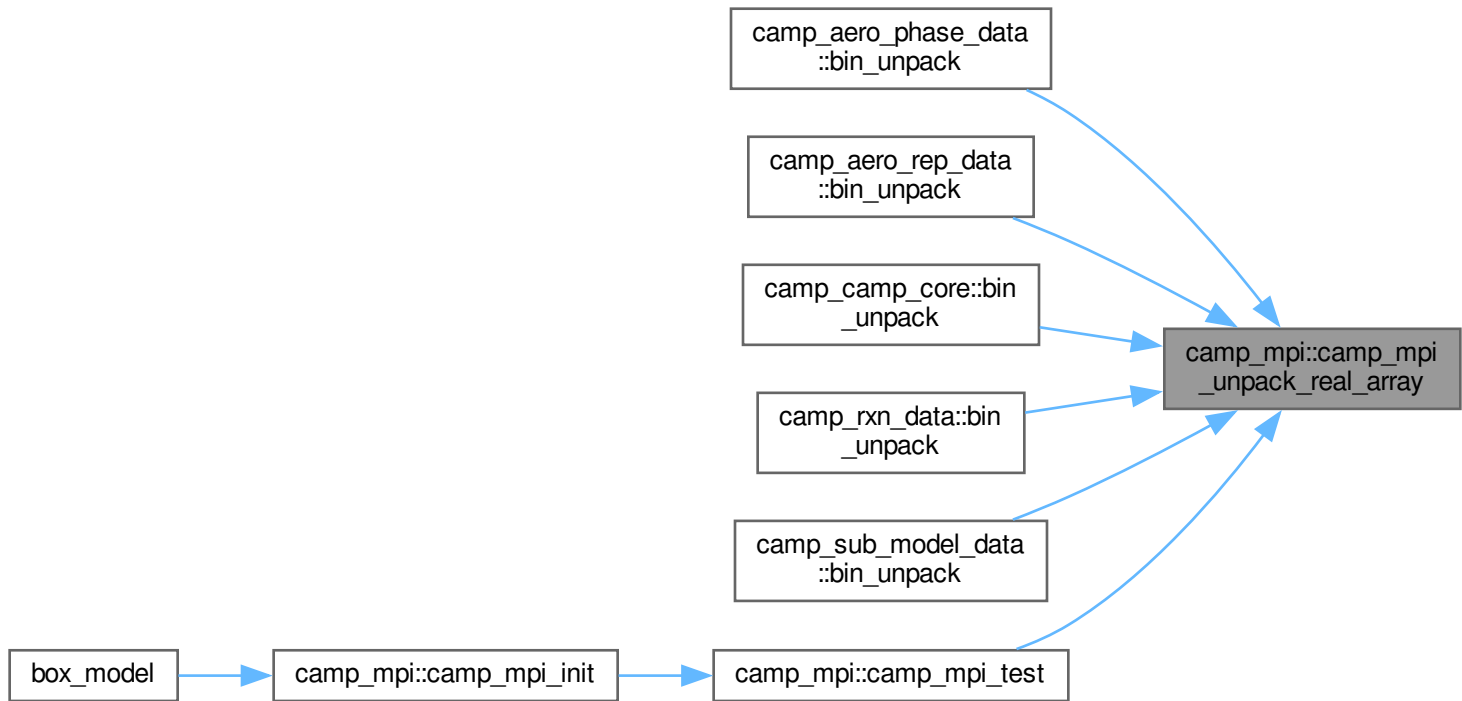 camp_aero_phase_data
::bin_unpack
camp_aero_rep_data
::bin_unpack
camp_camp_core::bin
_unpack
camp_mpi::camp_mpi
_unpack_real_array
camp_rxn_data::bin
_unpack
camp_sub_model_data
::bin_unpack
box_model
camp_mpi::camp_mpi_init
camp_mpi::camp_mpi_test